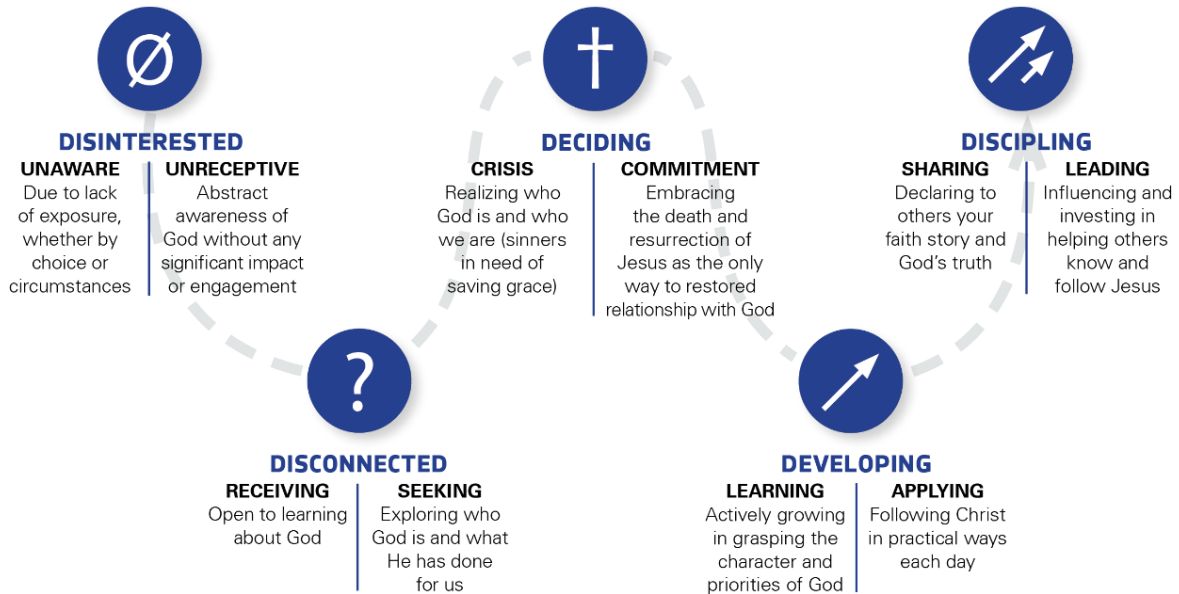 Ø
DISINTERESTED
UNAWARE
Due to lack
of exposure,
whether by
choice or
circumstances
UNRECEPTIVE
Abstract
awareness of
God without any
significant impact
or engagement
?
DISCONNECTED
RECEIVING
Open to learning
about God
SEEKING
Exploring who
God is and what
He has done
for us
DECIDING
CRISIS
Realizing who
God is and who
we are (sinners
in need of
saving grace)
COMMITMENT
Embracing
the death and
resurrection of
Jesus as the only
way to restored
relationship with God
DEVELOPING
LEARNING
Actively growing
in grasping the
character and
priorities of God
APPLYING
Following Christ
in practical ways
each day
DISCIPLING
SHARING
Declaring to
others your
faith story and
God’s truth
LEADING
Influencing and
investing in
helping others
know and
follow Jesus